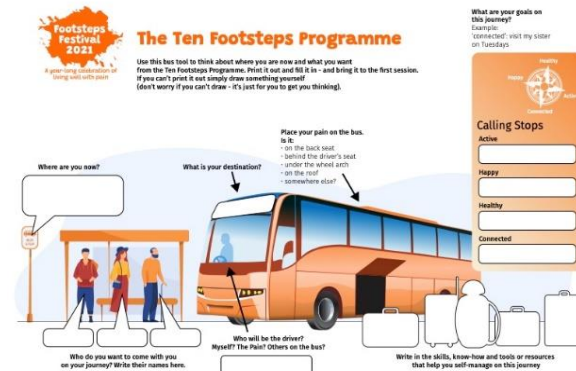 Footsteps
Festival
2021
A year-long celebration of
living well with pain
The Ten Footsteps Programme
Use this bus tool to think about where you are now and what you want
from the Ten Footsteps Programme. Print it out and fill it in - and bring it to the first session.
If you can't print it out simply draw something yourself
(don't worry if you can't draw - it's just for you to get you thinking).
What are your goals on
this journey?
Example:
'connected': visit my sister
on Tuesdays
Healthy
Happy
Active
Connected
Calling Stops
Active
Happy
Healthy
Connected
Place your pain on the bus.
Is it:
- on the back seat
- behind the driver's seat
- under the wheel arch
- on the roof
- somewhere else?
Where are you now?
What is your destination?
Who do you want to come with you
on your journey? Write their names here.
Who will be the driver?
Myself? The Pain? Others on the bus?
Write in the skills, know-how and tools or resources
that help you self-manage on this journey